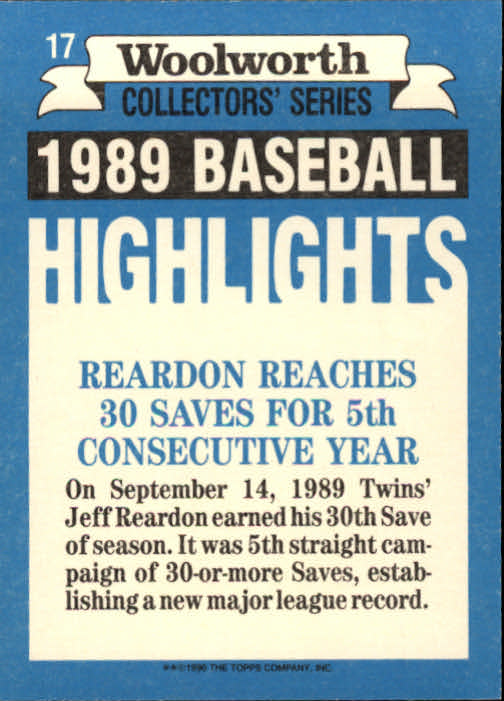 17
Woolworth
COLLECTORS' SERIES
1989 BASEBALL
HIGHLIGHTS
REARDON REACHES
30 SAVES FOR 5th
CONSECUTIVE YEAR
On September 14, 1989 Twins'
Jeff Reardon earned his 30th Save
of season. It was 5th straight cam-
paign of 30-or-more Saves, estab-
lishing a new major league record.
**©1990 THE TOPPS COMPANY, INC.